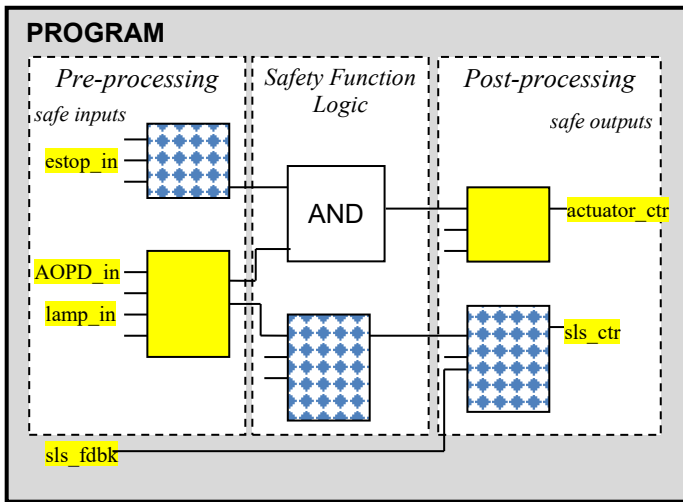 PROGRAM
Pre-processing
Safety Function
Logic
Post-processing
safe inputs
safe outputs
estop_in
AND
actuator_ctr
AOPD_in
lamp_in
sls_ctr
sls_fdbk